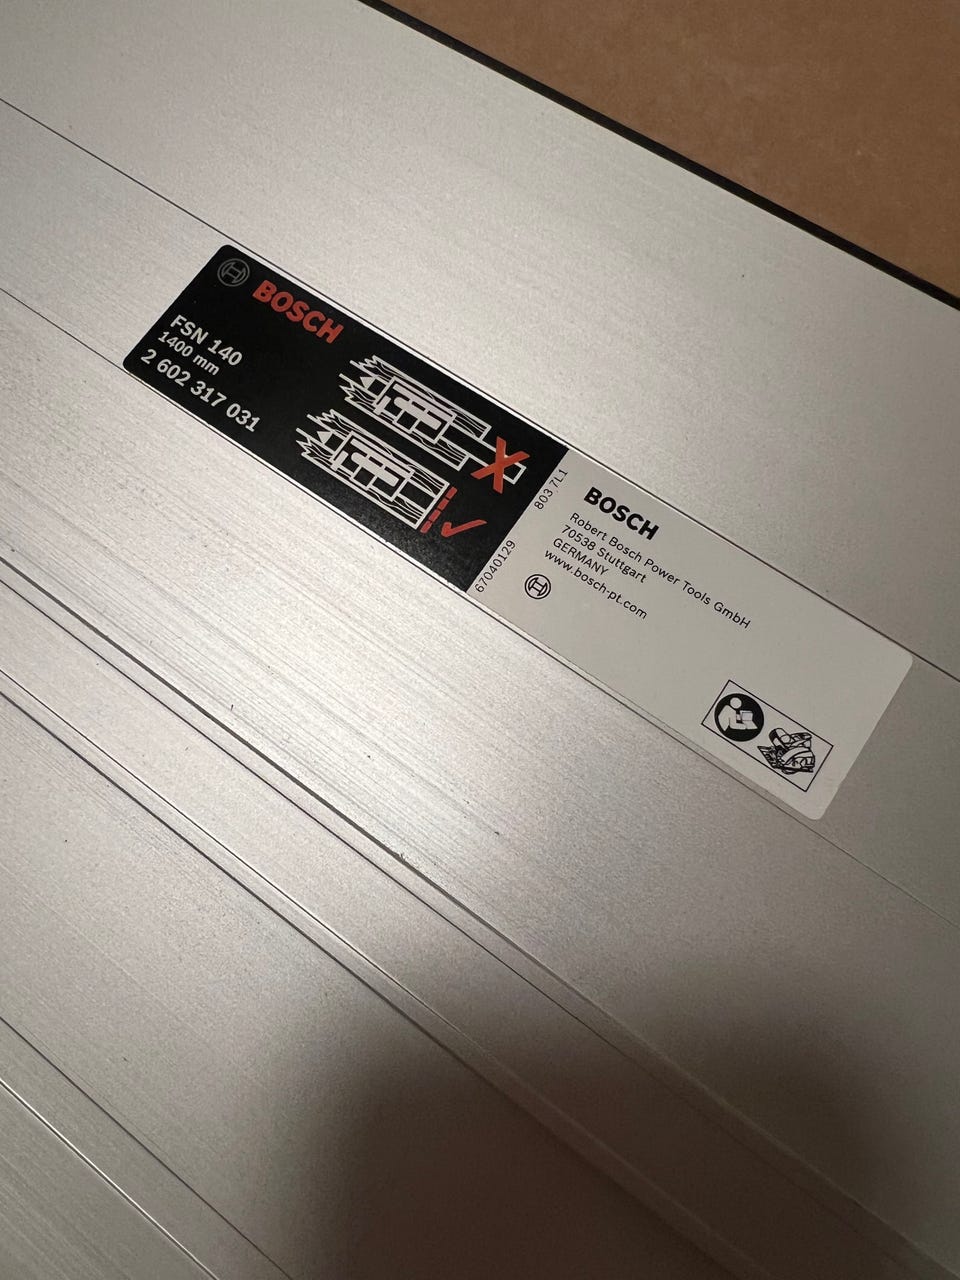 BOSCH
FSN 140
1400 mm
2 602 317 031
803 7L1
67040129
BOSCH
Robert Bosch Power Tools GmbH
70538 Stuttgart
GERMANY
www.bosch-pt.com